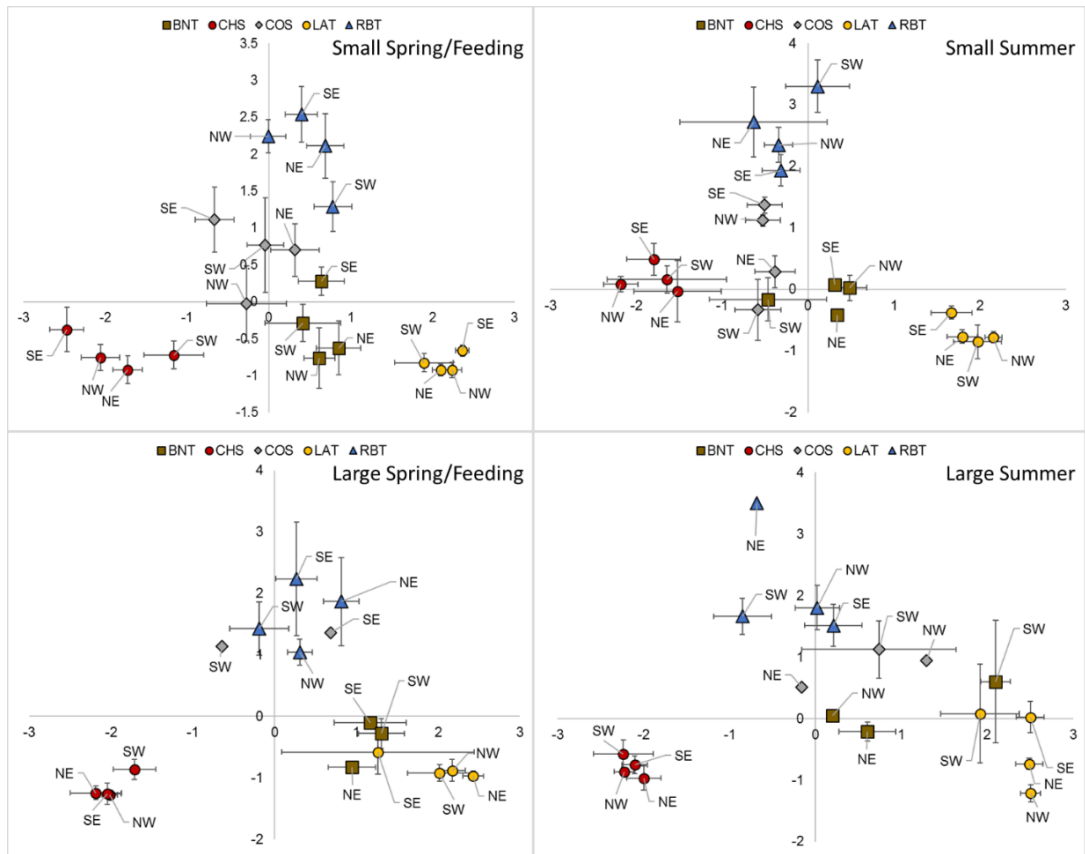 BNT CHS COS LAT RBT
Small Spring/Feeding
3.5
3
2.5
2
1.5
1
0.5
0
-0.5
-1
-1.5
-3 -2 -1 0 1 2 3
SE
NW
NE
SW
SE
NE
SW
NW
SE
SW
NE
NW
SE
NW
NE
SW
SW
SE
NE
NW
BNT CHS COS LAT RBT
Small Summer
4
3
2
1
0
-1
-2
-3 -2 -1 0 1 2 3
SW
NE
NW
SE
SE
NW
NE
SW
SE
NW
SW
NE
SE
SW
NW
NE
SE
NE
SW
NW
BNT CHS COS LAT RBT
Large Spring/Feeding
4
3
2
1
0
-1
-2
-3 -2 -1 0 1 2 3
SE
NE
SW
NW
SE
SW
SE
SW
NE
SW
NE
SE
NW
NW
SE
SW
NE
BNT CHS COS LAT RBT
Large Summer
4
3
2
1
0
-1
-2
-3 -2 -1 0 1 2 3
NE
NW
SW
SE
SW
NW
NE
SW
NW
NE
SW
SE
NW
NE
SW
SE
NE
NW